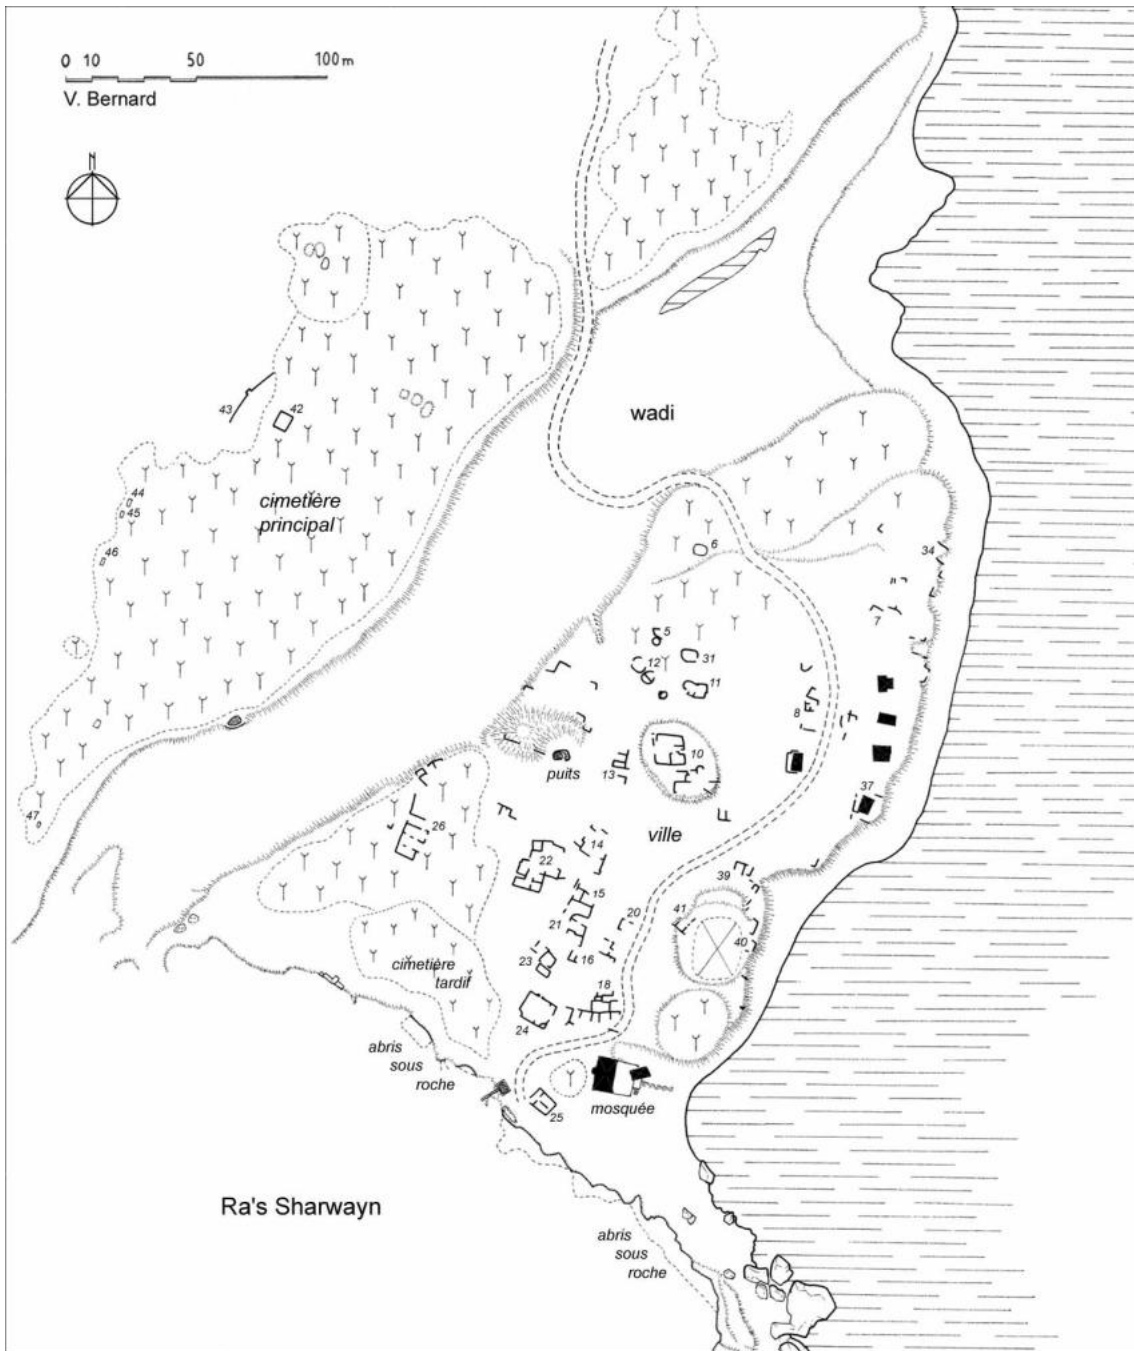 0 10 50 100 m
V. Bernard
N
wadi
43
42
44
cimetière
principal
45
46
6
34
7
5
12
31
11
8
10
puits
13
37
47
ville
26
14
22
39
15
20
41
21
40
16
23
cimetière
tardif
18
24
abris
sous
roche
mosquée
25
Ra's Sharwayn
abris
sous
roche